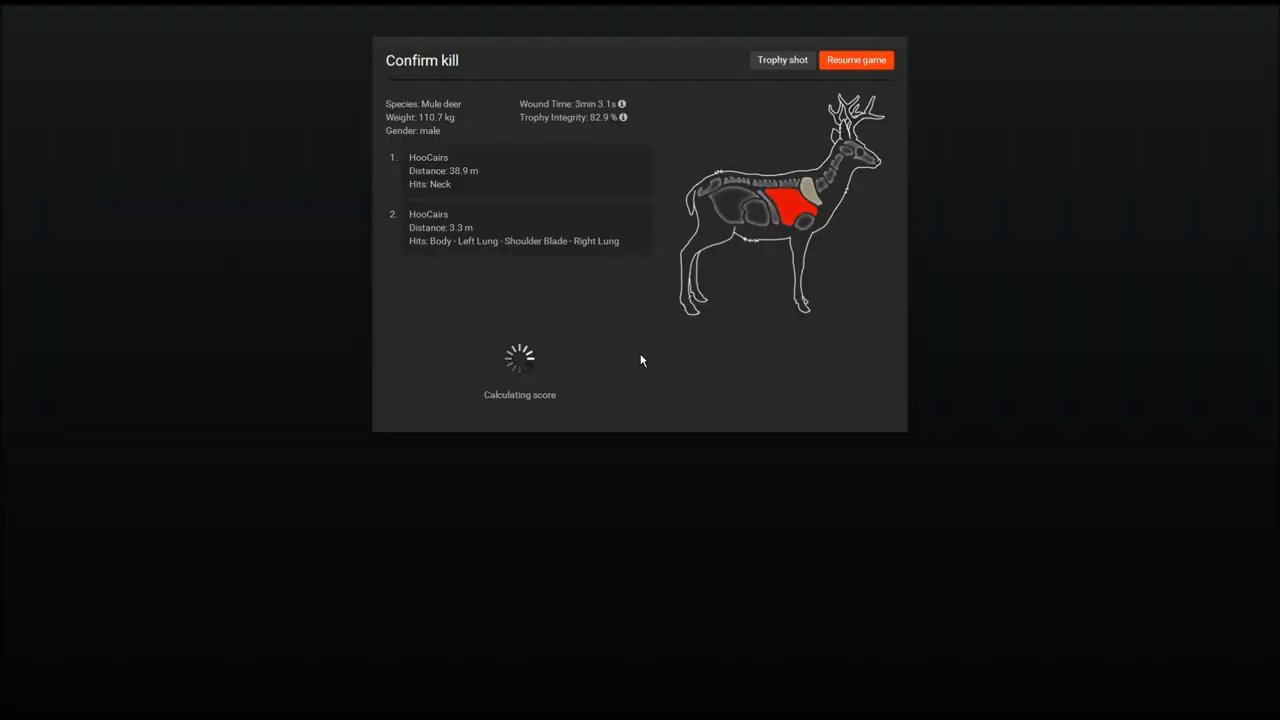 Confirm kill
Trophy shot
Resume game
Species: Mule deer
Weight: 110.7 kg
Gender: male
Wound Time: 3min 3.1s
Trophy Integrity: 82.9 %
1.
HooCairs
Distance: 38.9 m
Hits: Neck
2.
HooCairs
Distance: 3.3 m
Hits: Body - Left Lung - Shoulder Blade - Right Lung
Calculating score